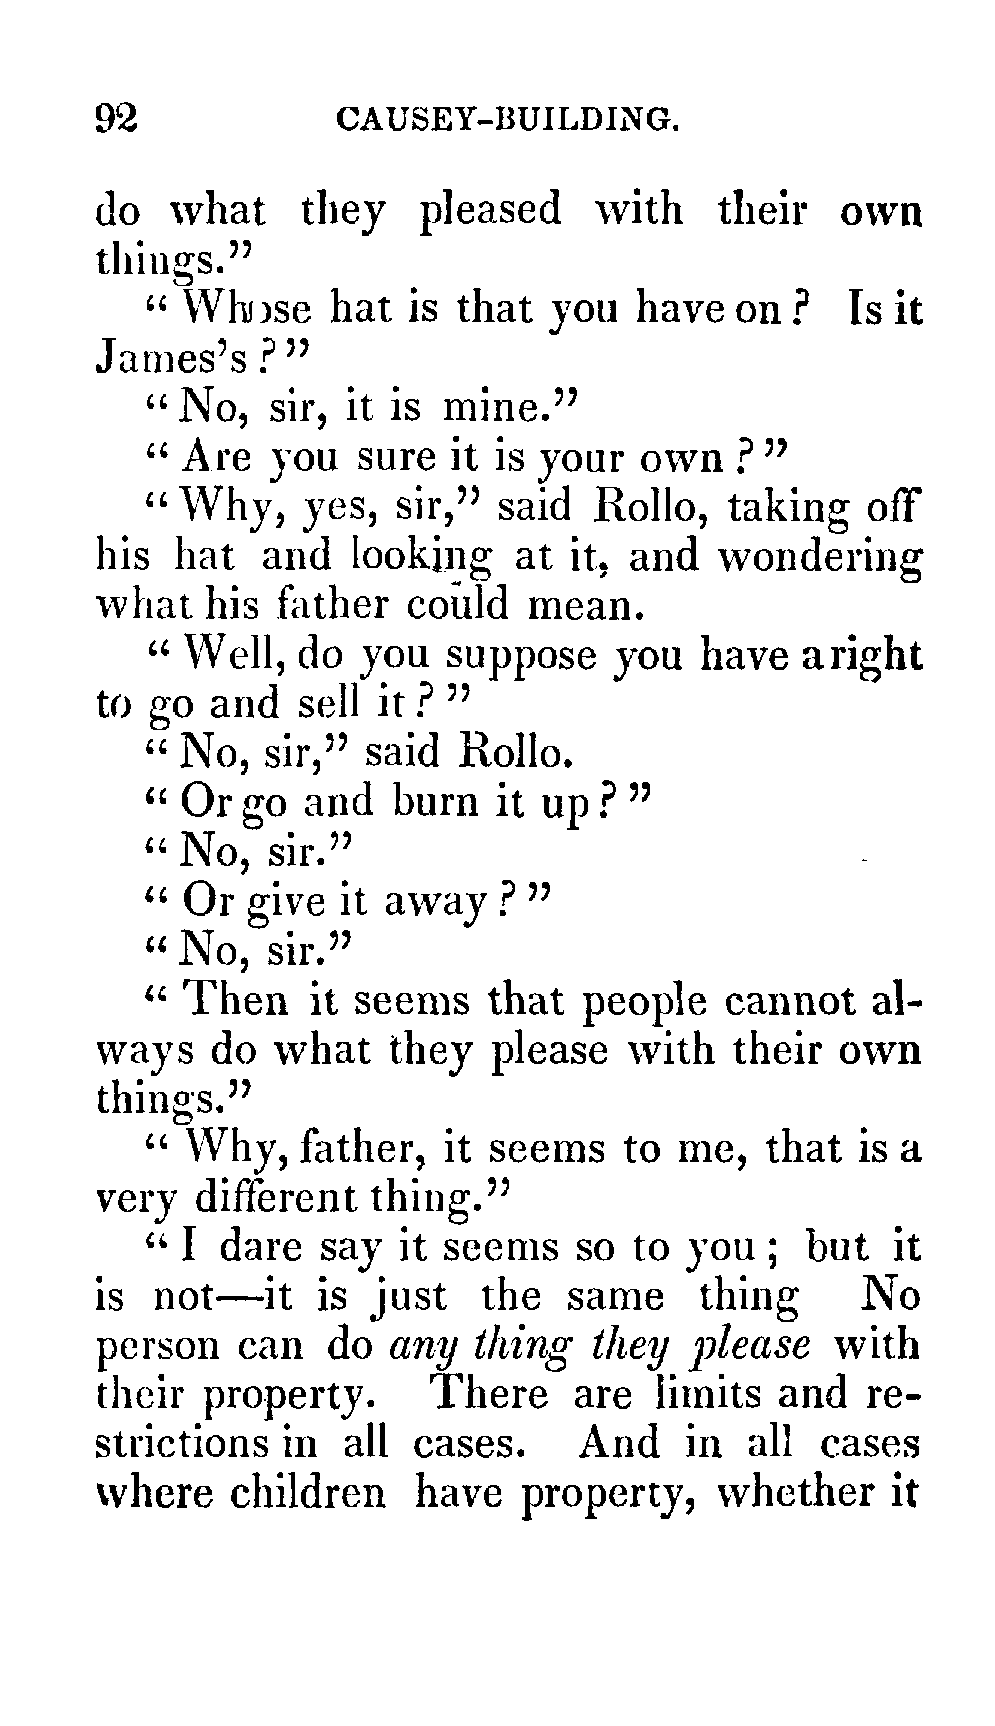 92 CAUSEY-BUILDING.
do what they pleased with their own
things."
" Whose hat is that you have on ? Is it
James's ? "
" No, sir, it is mine."
" Are you sure it is your own ? "
" Why, yes, sir," said Rollo, taking off
his hat and looking at it, and wondering
what his father could mean.
" Well, do you suppose you have a right
to go and sell it ? "
" No, sir," said Rollo.
" Or go and burn it up ? "
" No, sir."
" Or give it away ? "
" No, sir."
" Then it seems that people cannot al-
ways do what they please with their own
things."
" Why, father, it seems to me, that is a
very different thing."
" I dare say it seems so to you ; but it
is not—it is just the same thing No
person can do any thing they please with
their property. There are limits and re-
strictions in all cases. And in all cases
where children have property, whether it